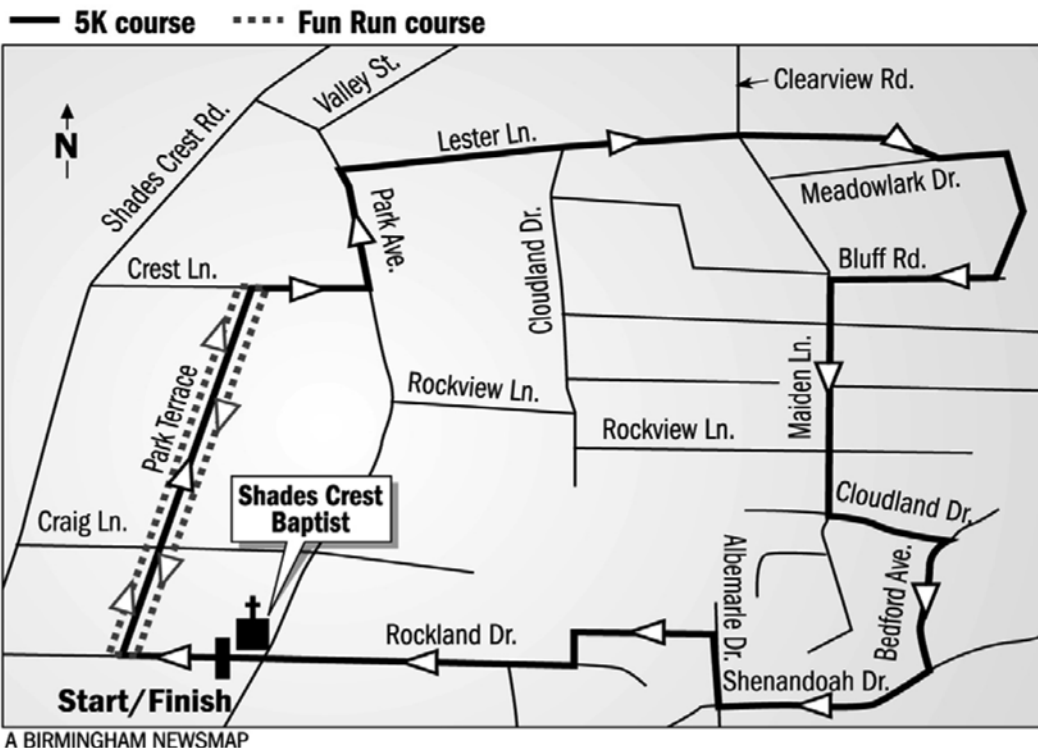 5K course
Fun Run course
N
Shades Crest Rd.
Valley St.
Clearview Rd.
Lester Ln.
Meadowlark Dr.
Park Ave.
Crest Ln.
Cloudland Dr.
Bluff Rd.
Park Terrace
Rockview Ln.
Maiden Ln.
Rockview Ln.
Shades Crest
Baptist
Craig Ln.
Cloudland Dr.
Albemarle Dr.
Bedford Ave.
Rockland Dr.
Shenandoah Dr.
Start/Finish
A BIRMINGHAM NEWSMAP